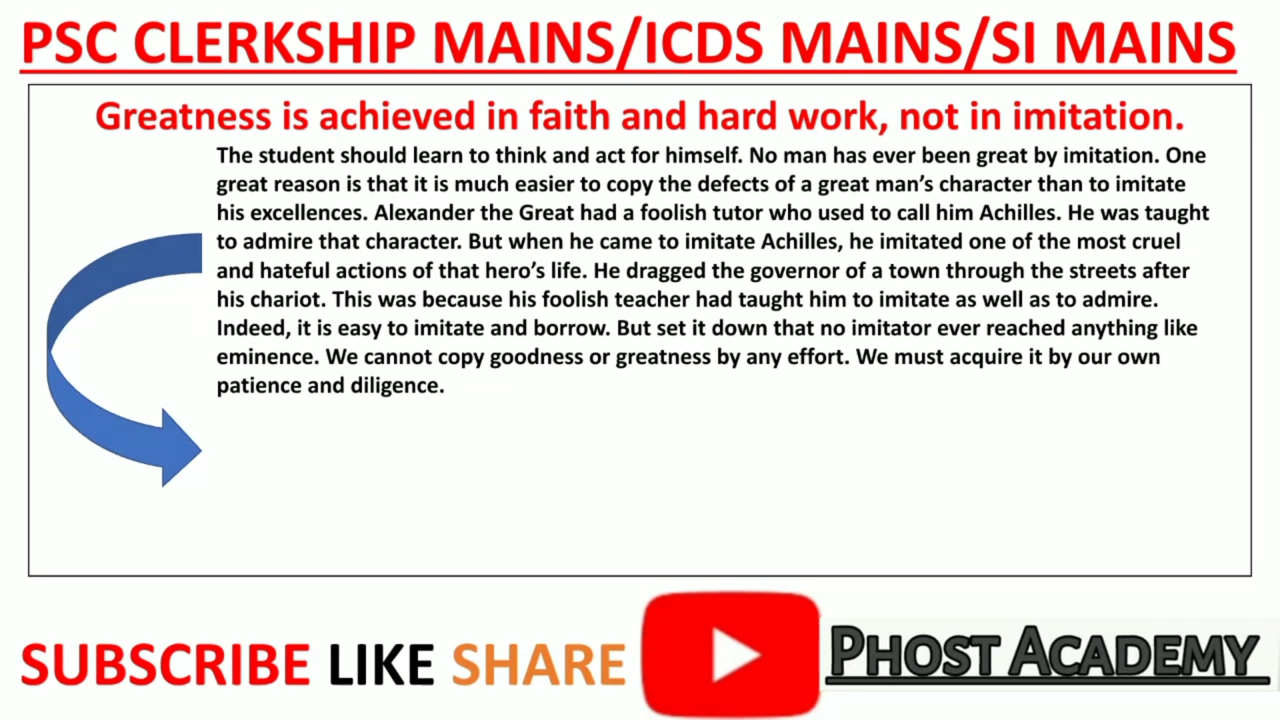 PSC CLERKSHIP MAINS/ICDS MAINS/SI MAINS
Greatness is achieved in faith and hard work, not in imitation.
The student should learn to think and act for himself. No man has ever been great by imitation. One
great reason is that it is much easier to copy the defects of a great man’s character than to imitate
his excellences. Alexander the Great had a foolish tutor who used to call him Achilles. He was taught
to admire that character. But when he came to imitate Achilles, he imitated one of the most cruel
and hateful actions of that hero’s life. He dragged the governor of a town through the streets after
his chariot. This was because his foolish teacher had taught him to imitate as well as to admire.
Indeed, it is easy to imitate and borrow. But set it down that no imitator ever reached anything like
eminence. We cannot copy goodness or greatness by any effort. We must acquire it by our own
patience and diligence.
SUBSCRIBE LIKE SHARE
PHOST ACADEMY